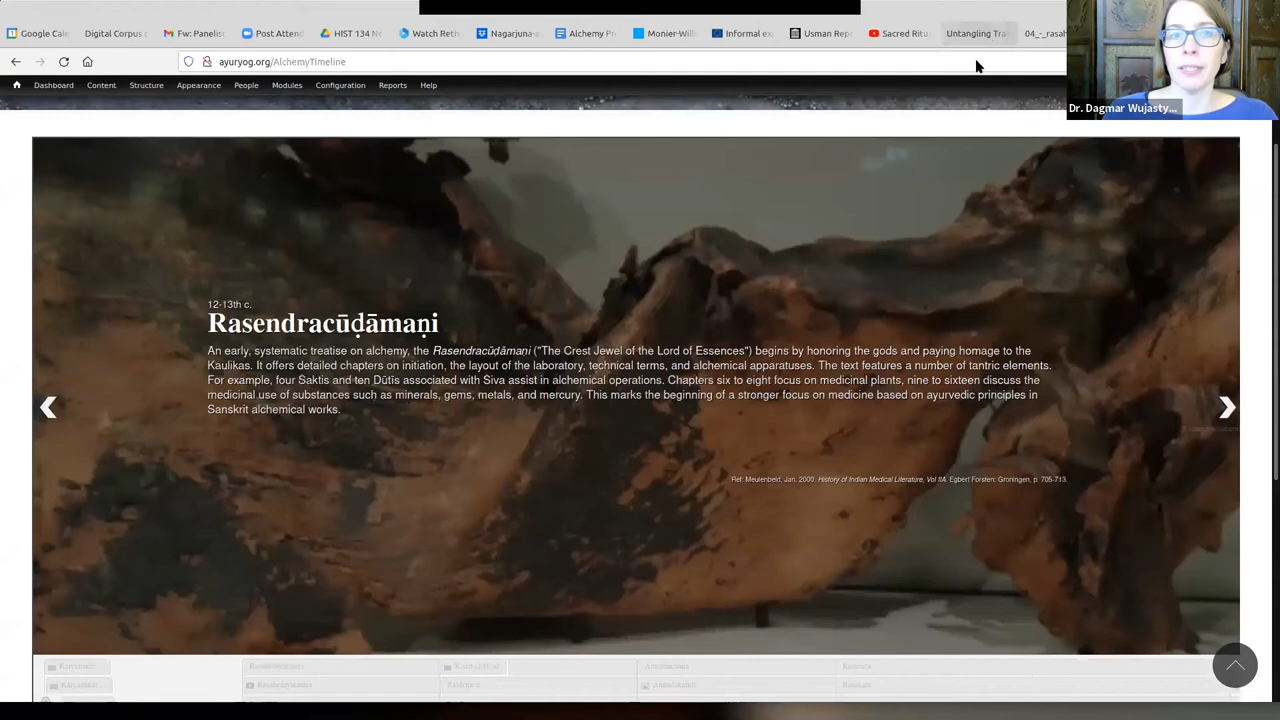 Google Cale
Fw: Panelis
Post Attend
HIST 134 No
Watch Reth
Nagarjuna-a
Alchemy Pr
Monier-Will
Informal ex
Usman Repo
Sacred Ritu
Untangling Tra
04_-_rasah
Digital Corpus o
ayuryog.org/AlchemyTimeline
Dashboard Content Structure Appearance People Modules Configuration Reports Help
Dr. Dagmar Wujasty...
12-13th c.
Rasendracūḍāmaṇi
An early, systematic treatise on alchemy, the Rasendracūḍāmaṇi ("The Crest Jewel of the Lord of Essences") begins by honoring the gods and paying homage to the
Kaulikas. It offers detailed chapters on initiation, the layout of the laboratory, technical terms, and alchemical apparatuses. The text features a number of tantric elements.
For example, four Śaktis and ten Dūtīs associated with Śiva assist in alchemical operations. Chapters six to eight focus on medicinal plants, nine to sixteen discuss the
medicinal use of substances such as minerals, gems, metals, and mercury. This marks the beginning of a stronger focus on medicine based on ayurvedic principles in
Sanskrit alchemical works.
Ref: Meulenbeld, Jan. 2000. History of Indian Medical Literature, Vol IIA. Egbert Forsten: Groningen, p. 705-713.